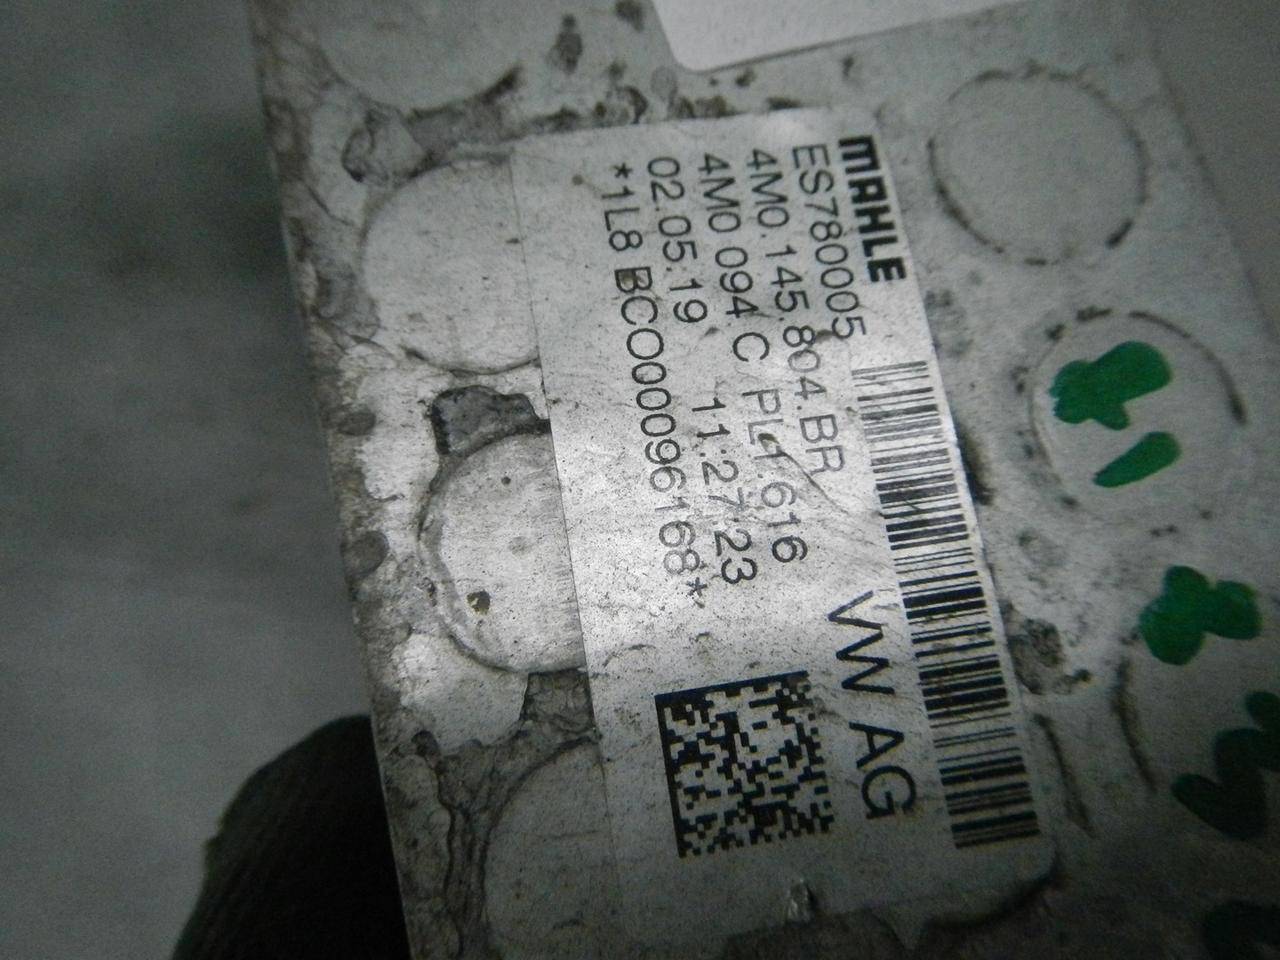 MAHLE
ES780005
4M0.145.804.BR
4M0 094 C PL1.616
02.05.19 11:27:23
*1L8 BCO00096168*
VW AG